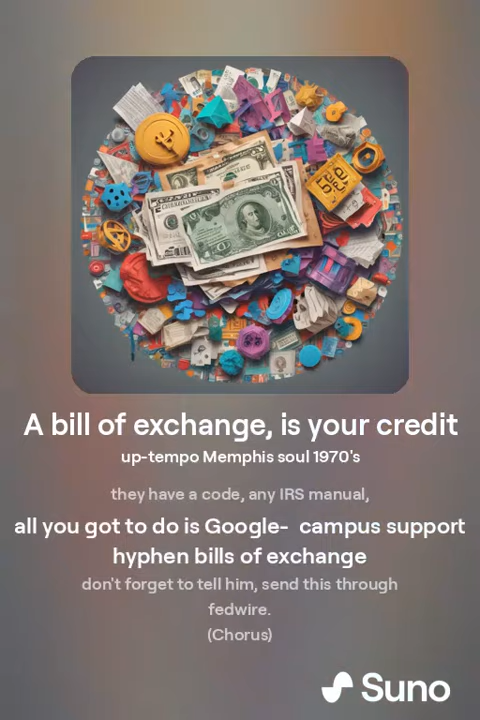 A bill of exchange, is your credit
up-tempo Memphis soul 1970's
they have a code, any IRS manual,
all you got to do is Google-  campus support
hyphen bills of exchange
don't forget to tell him, send this through
fedwire.
(Chorus)
Suno